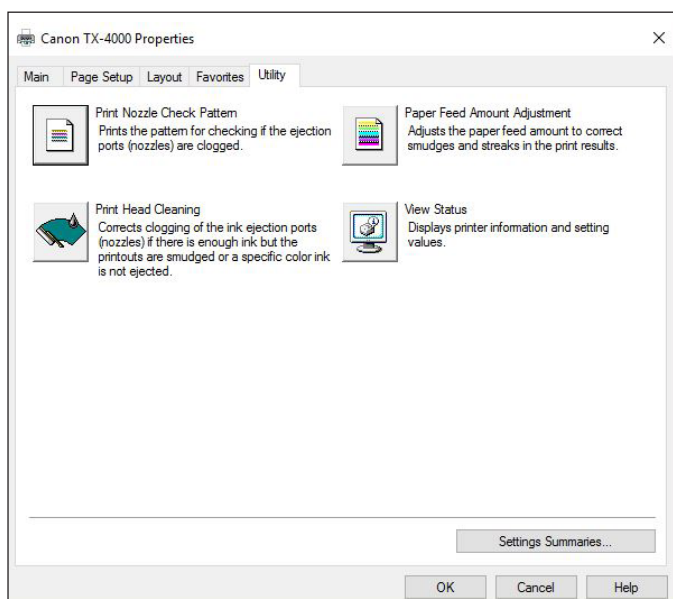 Canon TX-4000 Properties
Main Page Setup Layout Favorites Utility
Print Nozzle Check Pattern
Prints the pattern for checking if the ejection
ports (nozzles) are clogged.
Paper Feed Amount Adjustment
Adjusts the paper feed amount to correct
smudges and streaks in the print results.
Print Head Cleaning
Corrects clogging of the ink ejection ports
(nozzles) if there is enough ink but the
printouts are smudged or a specific color ink
is not ejected.
View Status
Displays printer information and setting
values.
Settings Summaries...
OK Cancel Help